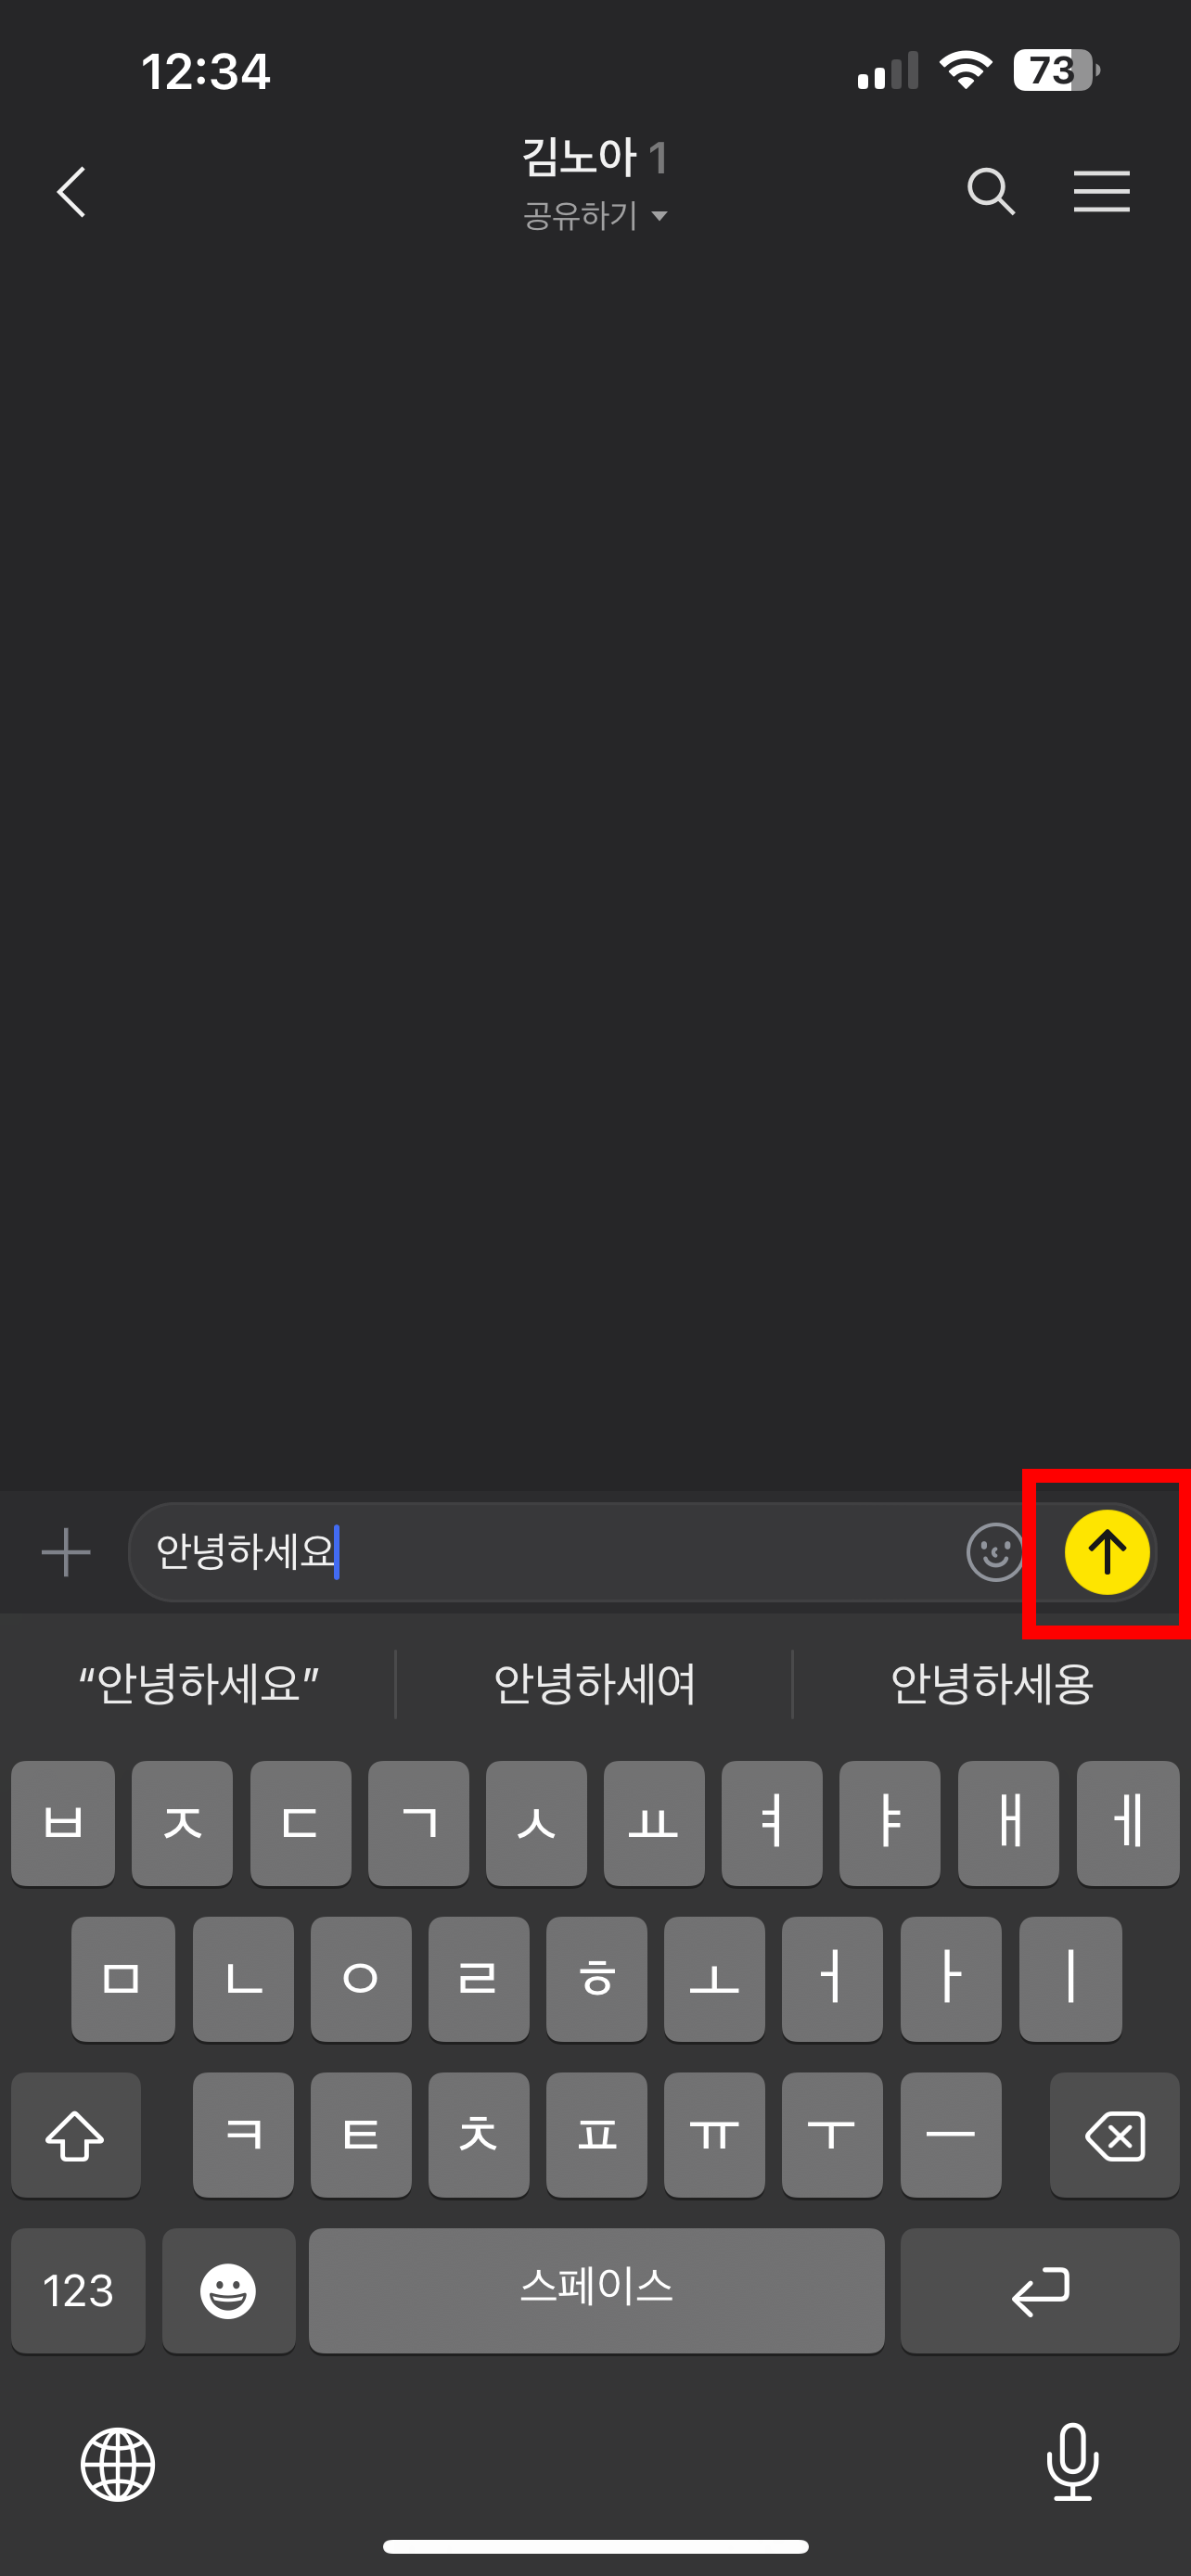 12:34 73
김노아 1
공유하기
안녕하세요
“안녕하세요” 안녕하세여 안녕하세용
ㅂ ㅈ ㄷ ㄱ ㅅ ㅛ ㅕ ㅑ ㅐ ㅔ
ㅁ ㄴ ㅇ ㄹ ㅎ ㅗ ㅓ ㅏ ㅣ
ㅋ ㅌ ㅊ ㅍ ㅠ ㅜ ㅡ
123 스페이스